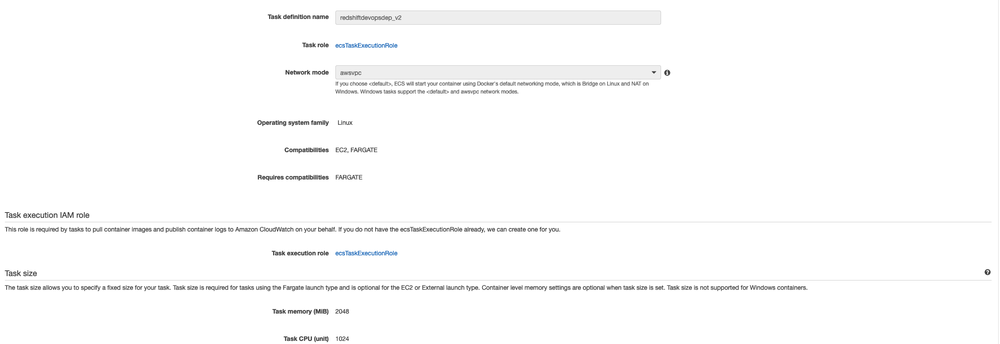 Task definition name redshiftdevopsdep_v2
Task role ecsTaskExecutionRole
Network mode awsvpc
If you choose <default>, ECS will start your container using Docker's default networking mode, which is Bridge on Linux and NAT on
Windows. Windows tasks support the <default> and awsvpc network modes.
Operating system family Linux
Compatibilities EC2, FARGATE
Requires compatibilities FARGATE
Task execution IAM role
This role is required by tasks to pull container images and publish container logs to Amazon CloudWatch on your behalf. If you do not have the ecsTaskExecutionRole already, we can create one for you.
Task execution role ecsTaskExecutionRole
Task size
The task size allows you to specify a fixed size for your task. Task size is required for tasks using the Fargate launch type and is optional for the EC2 or External launch type. Container level memory settings are optional when task size is set. Task size is not supported for Windows containers.
Task memory (MiB) 2048
Task CPU (unit) 1024